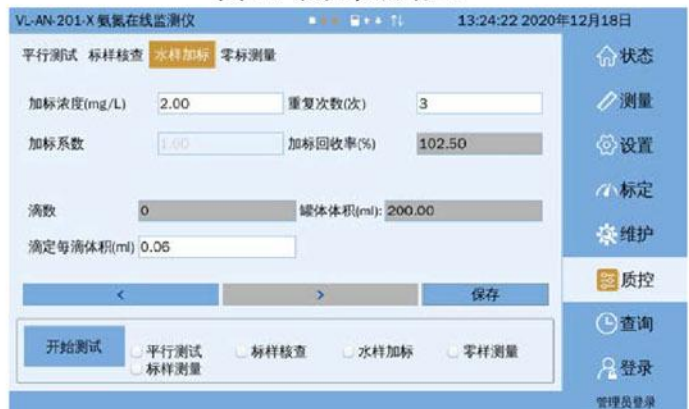 VL-AN-201-X 氨氮在线监测仪 13:24:22 2020年12月18日
平行测试 标样核查 水样加标 零标测量
加标浓度(mg/L) 2.00 重复次数(次) 3
加标系数 1.00 加标回收率(%) 102.50
滴数 0 罐体体积(ml): 200.00
滴定每滴体积(ml) 0.06
< > 保存
开始测试 平行测试 标样核查 水样加标 零样测量
标样测量
状态
测量
设置
标定
维护
质控
查询
登录
管理员登录